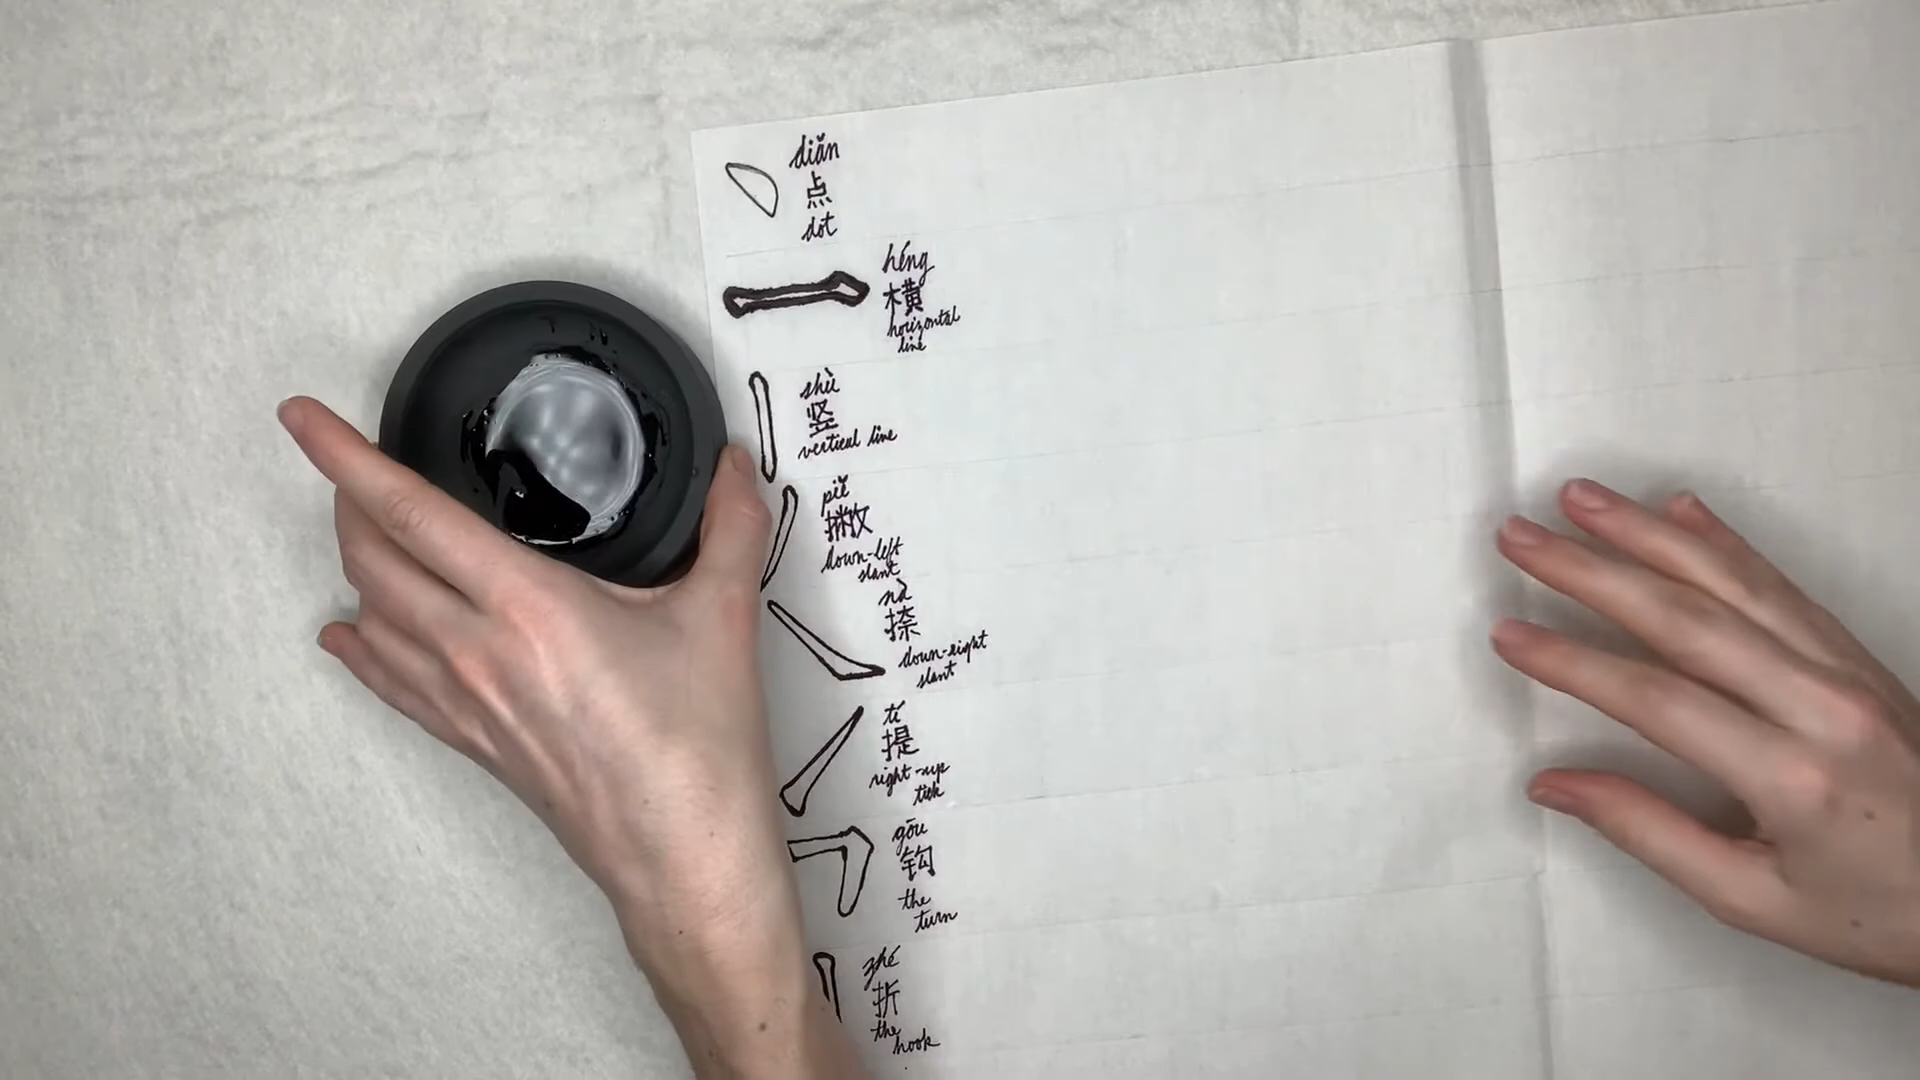 diǎn
点
dot
héng
横
horizontal
line
shù
竖
vertical line
piě
撇
down-left
slant
nà
捺
down-right
slant
tí
提
right-up
tick
gōu
钩
the
turn
zhé
折
the
hook